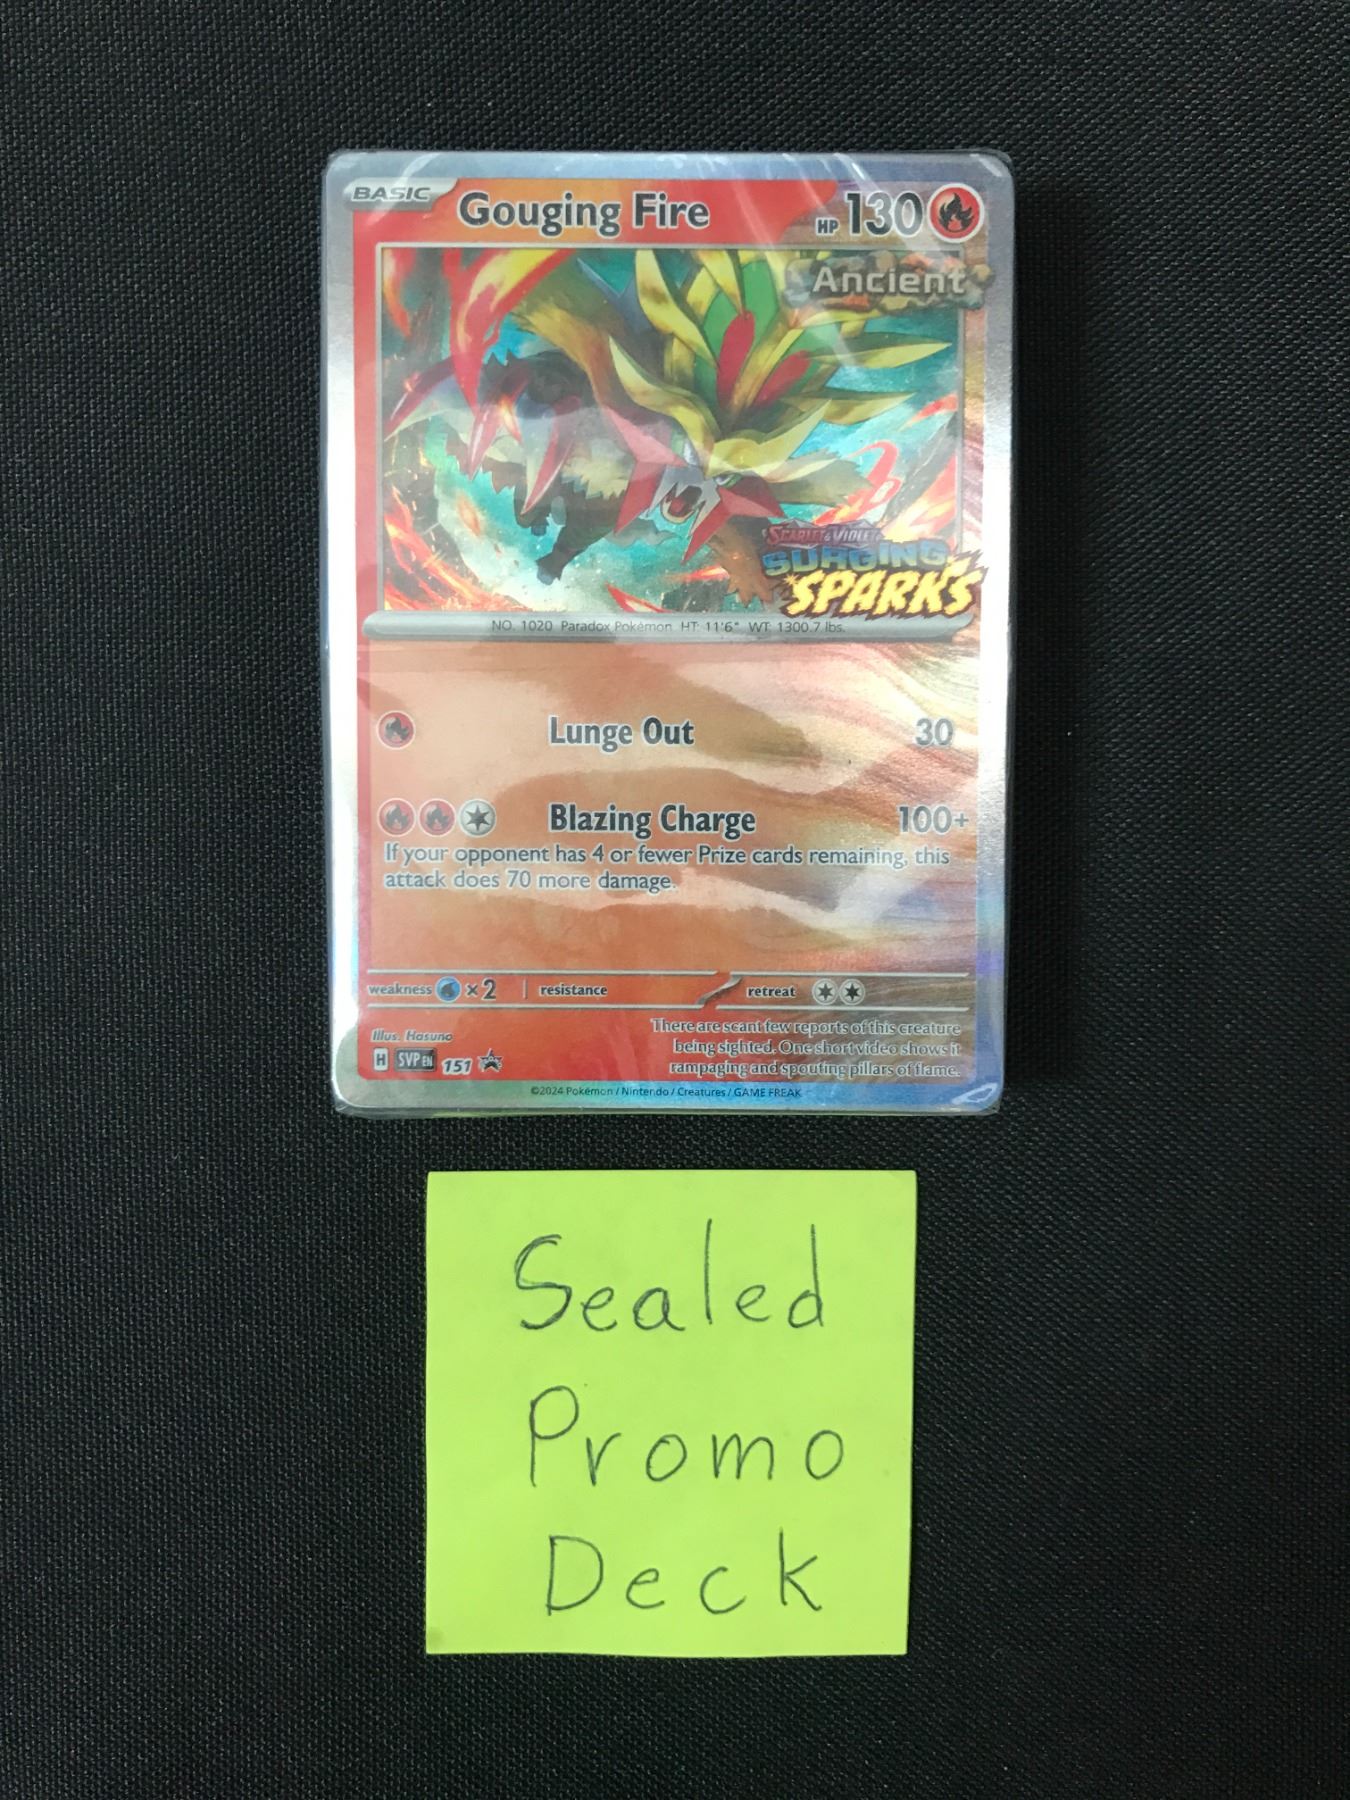 BASIC Gouging Fire HP 130
Ancient
SCARLET & VIOLET
SURGING
SPARKS
NO. 1020 Paradox Pokémon HT: 11'6" WT: 1300.7 lbs.
Lunge Out 30
Blazing Charge 100+
If your opponent has 4 or fewer Prize cards remaining, this
attack does 70 more damage.
weakness ×2 resistance retreat
Illus. Hasuno
H SVP EN 151
There are scant few reports of this creature
being sighted. One short video shows it
rampaging and spouting pillars of flame.
©2024 Pokémon / Nintendo / Creatures / GAME FREAK
Sealed
Promo
Deck